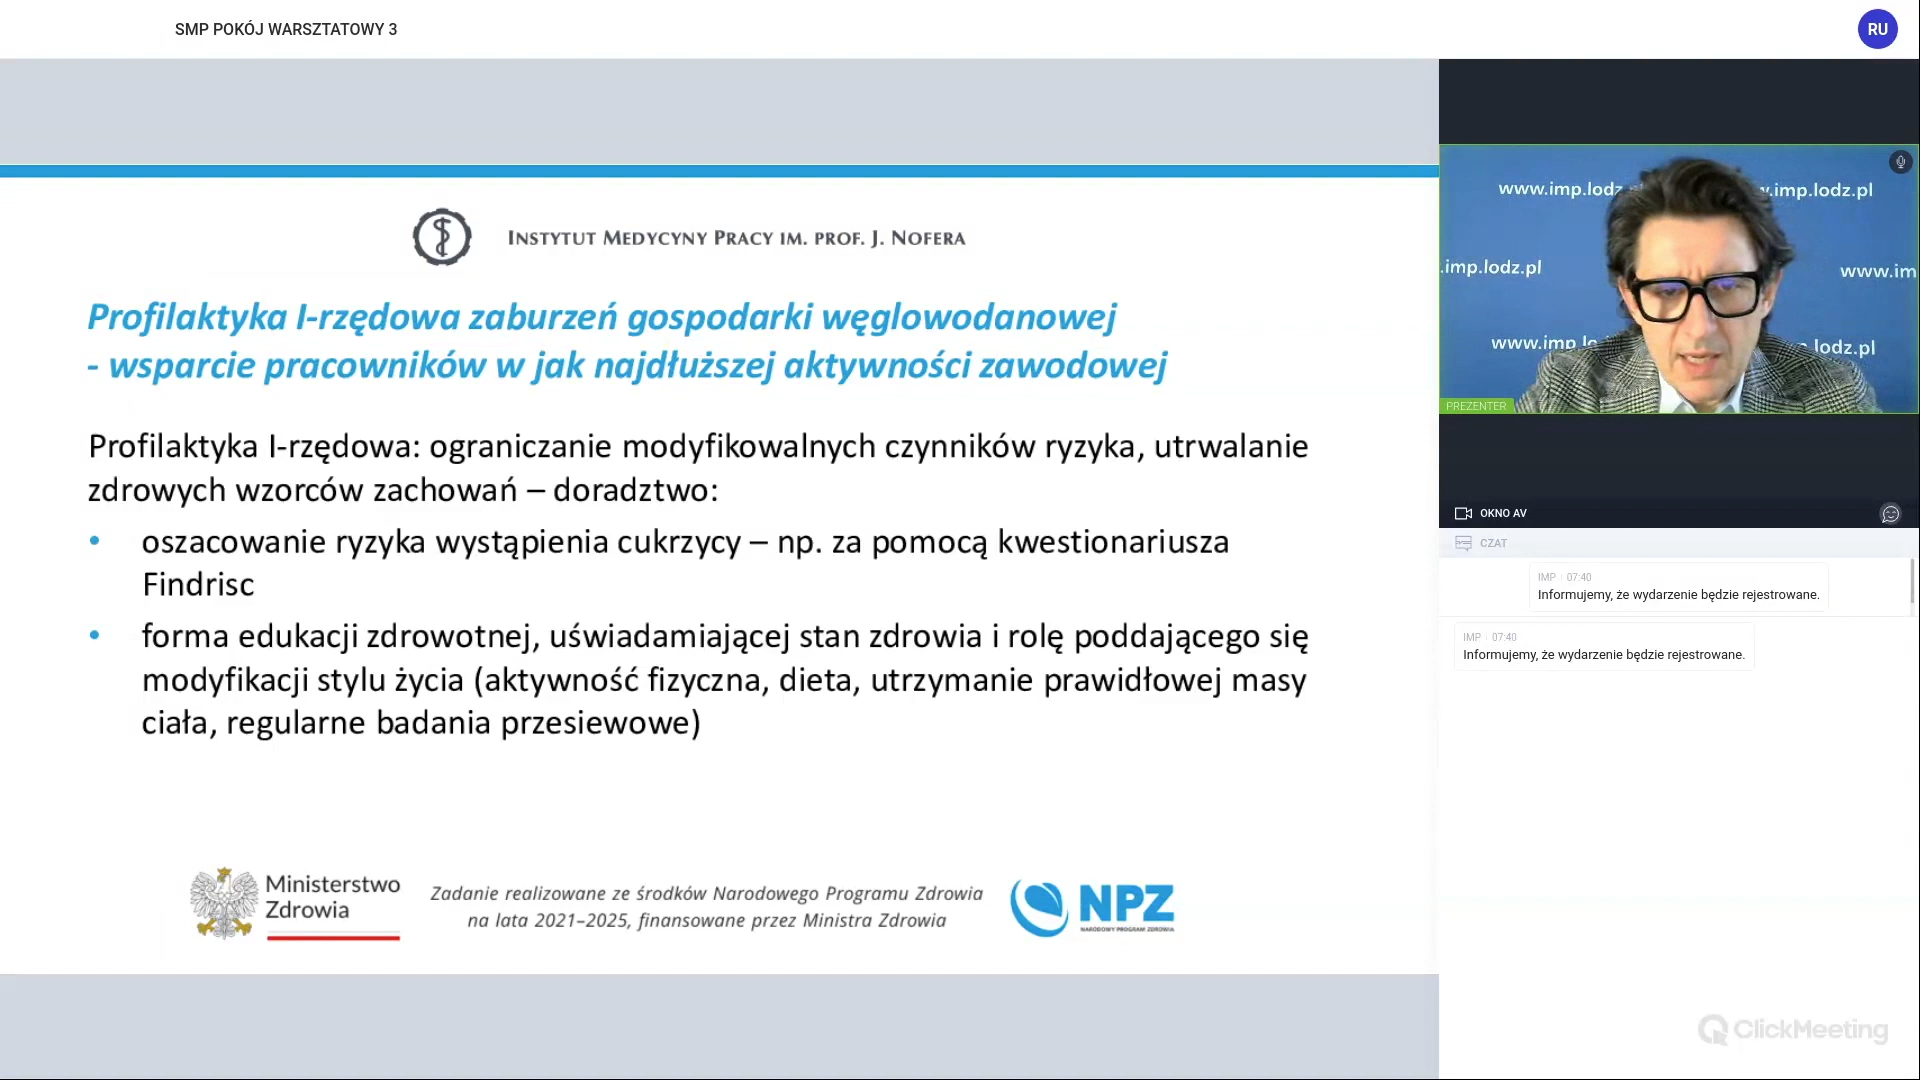 SMP POKÓJ WARSZTATOWY 3
RU
INSTYTUT MEDYCYNY PRACY IM. PROF. J. NOFERA
Profilaktyka I-rzędowa zaburzeń gospodarki węglowodanowej
- wsparcie pracowników w jak najdłuższej aktywności zawodowej
Profilaktyka I-rzędowa: ograniczanie modyfikowalnych czynników ryzyka, utrwalanie
zdrowych wzorców zachowań – doradztwo:
• oszacowanie ryzyka wystąpienia cukrzycy – np. za pomocą kwestionariusza
Findrisc
• forma edukacji zdrowotnej, uświadamiającej stan zdrowia i rolę poddającego się
modyfikacji stylu życia (aktywność fizyczna, dieta, utrzymanie prawidłowej masy
ciała, regularne badania przesiewowe)
Ministerstwo
Zdrowia
Zadanie realizowane ze środków Narodowego Programu Zdrowia
na lata 2021–2025, finansowane przez Ministra Zdrowia
NPZ
NARODOWY PROGRAM ZDROWIA
www.imp.lodz
.imp.lodz.pl
.imp.lodz.pl
www.im
www.imp.lo
lodz.pl
PREZENTER
OKNO AV
CZAT
IMP 07:40
Informujemy, że wydarzenie będzie rejestrowane.
IMP 07:40
Informujemy, że wydarzenie będzie rejestrowane.
ClickMeeting